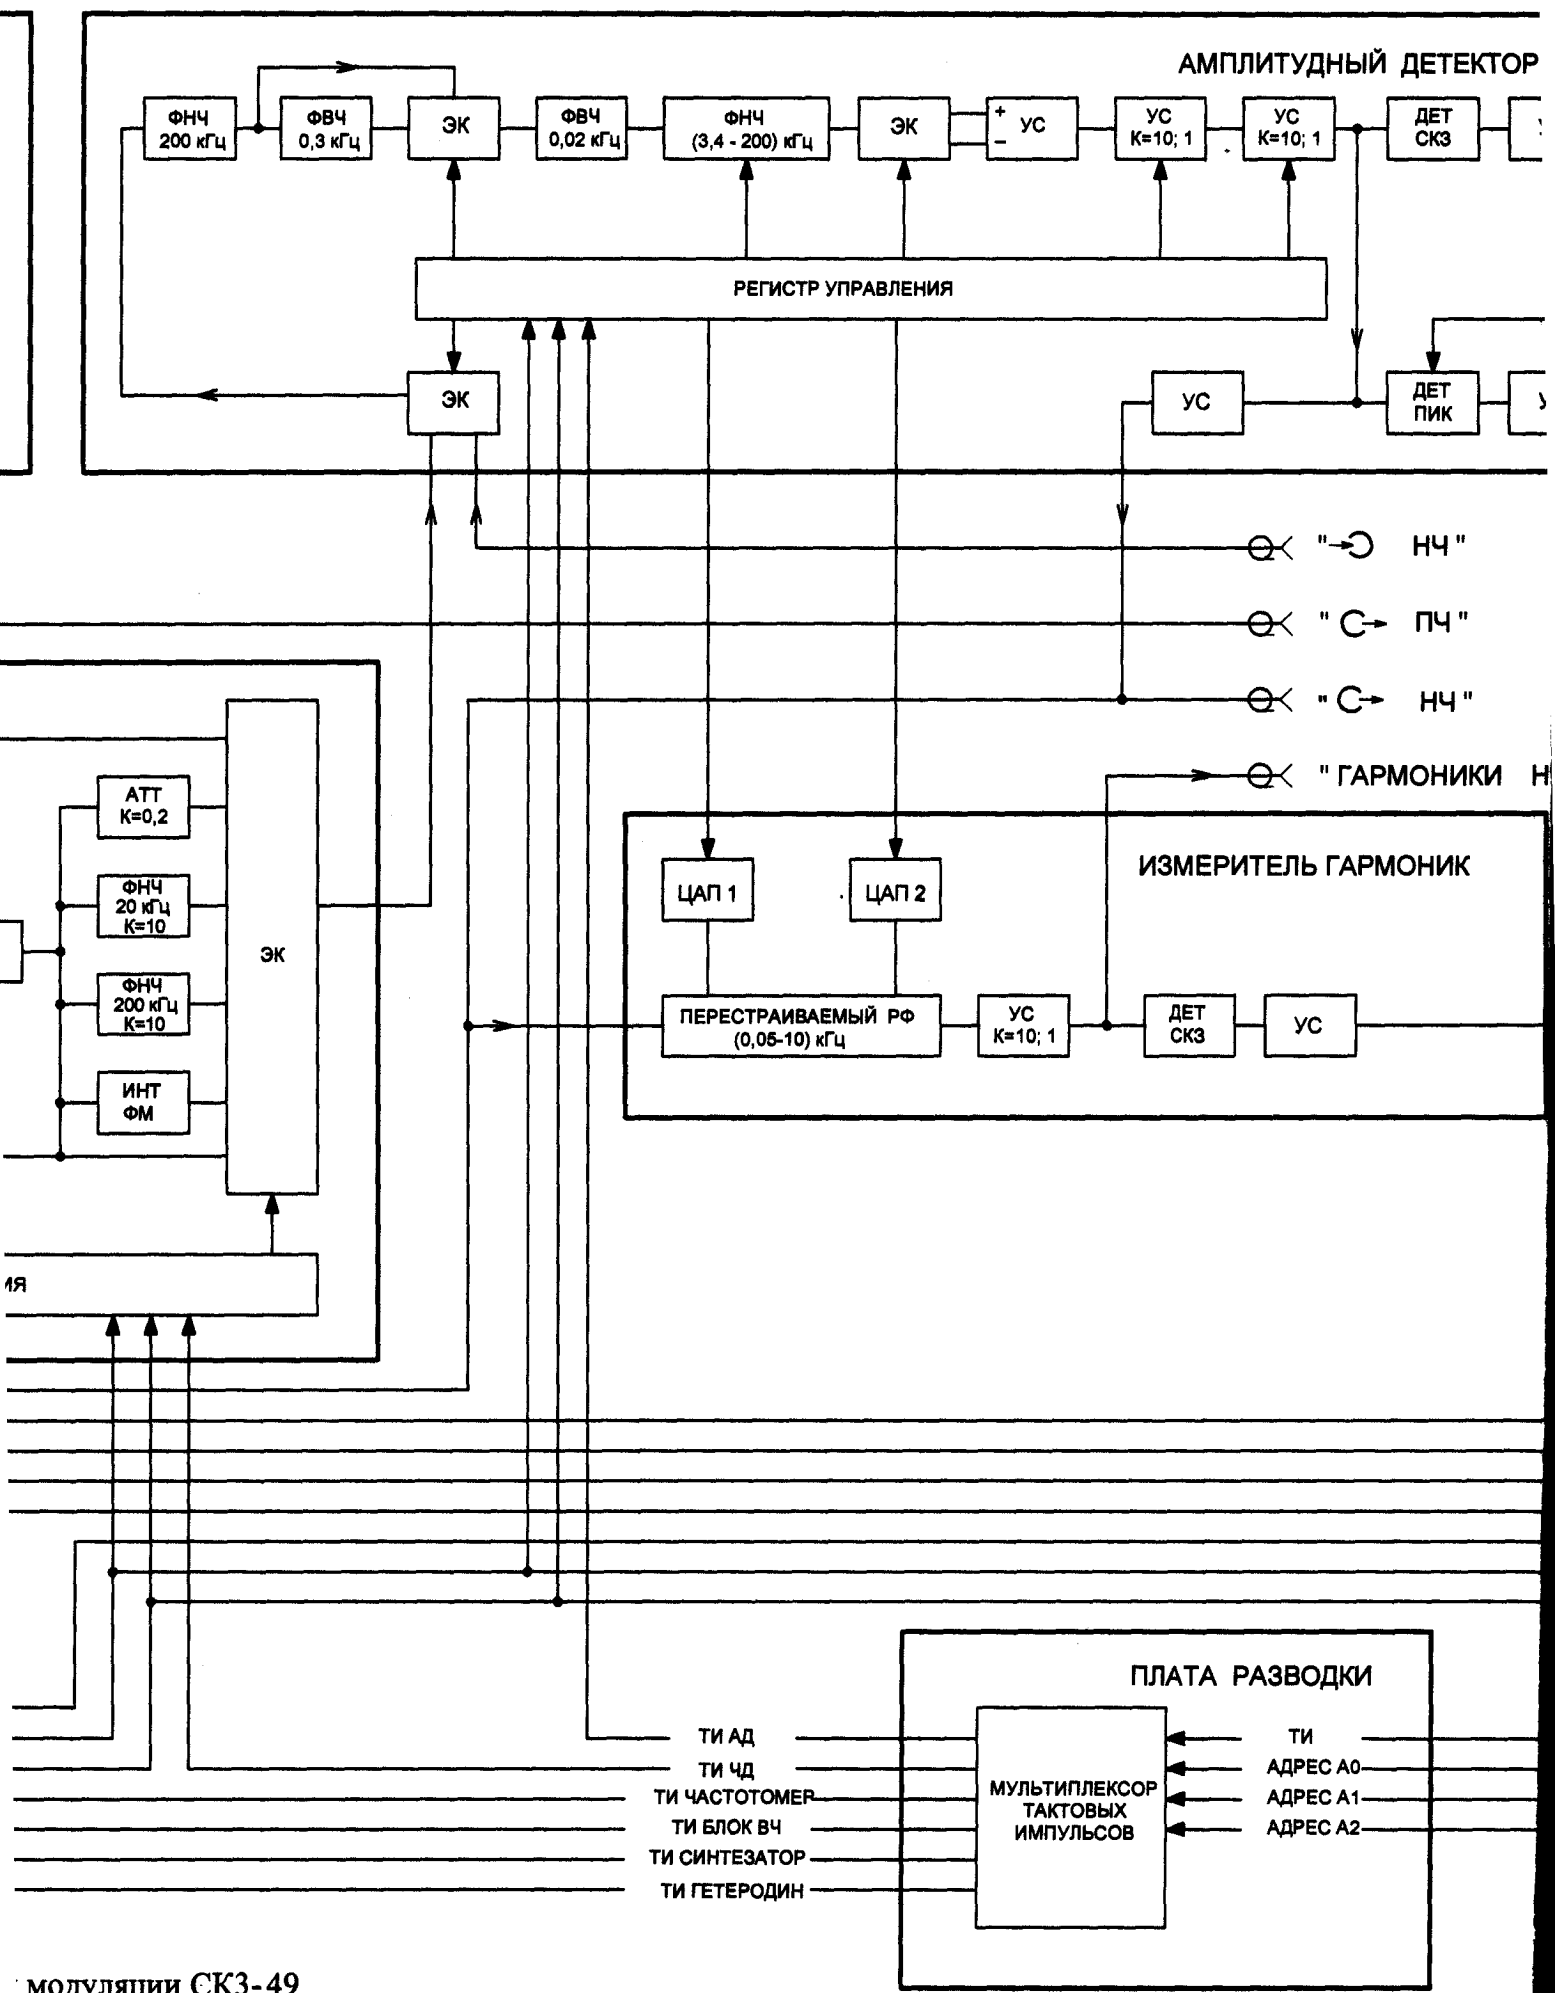 АМПЛИТУДНЫЙ ДЕТЕКТОР
ФНЧ
200 кГц
ФВЧ
0,3 кГц
ЭК
ФВЧ
0,02 кГц
ФНЧ
(3,4 - 200) кГц
ЭК
+
−
УС
УС
К=10; 1
УС
К=10; 1
ДЕТ
СКЗ
РЕГИСТР УПРАВЛЕНИЯ
ЭК
УС
ДЕТ
ПИК
" НЧ "
" ПЧ "
" НЧ "
" ГАРМОНИКИ Н
АТТ
К=0,2
ФНЧ
20 кГц
К=10
ФНЧ
200 кГц
К=10
ИНТ
ФМ
ЭК
ИЯ
ИЗМЕРИТЕЛЬ ГАРМОНИК
ЦАП 1
ЦАП 2
ПЕРЕСТРАИВАЕМЫЙ РФ
(0,05-10) кГц
УС
К=10; 1
ДЕТ
СКЗ
УС
ПЛАТА РАЗВОДКИ
ТИ АД
ТИ ЧД
ТИ ЧАСТОТОМЕР
ТИ БЛОК ВЧ
ТИ СИНТЕЗАТОР
ТИ ГЕТЕРОДИН
МУЛЬТИПЛЕКСОР
ТАКТОВЫХ
ИМПУЛЬСОВ
ТИ
АДРЕС А0
АДРЕС А1
АДРЕС А2
модуляции СК3-49